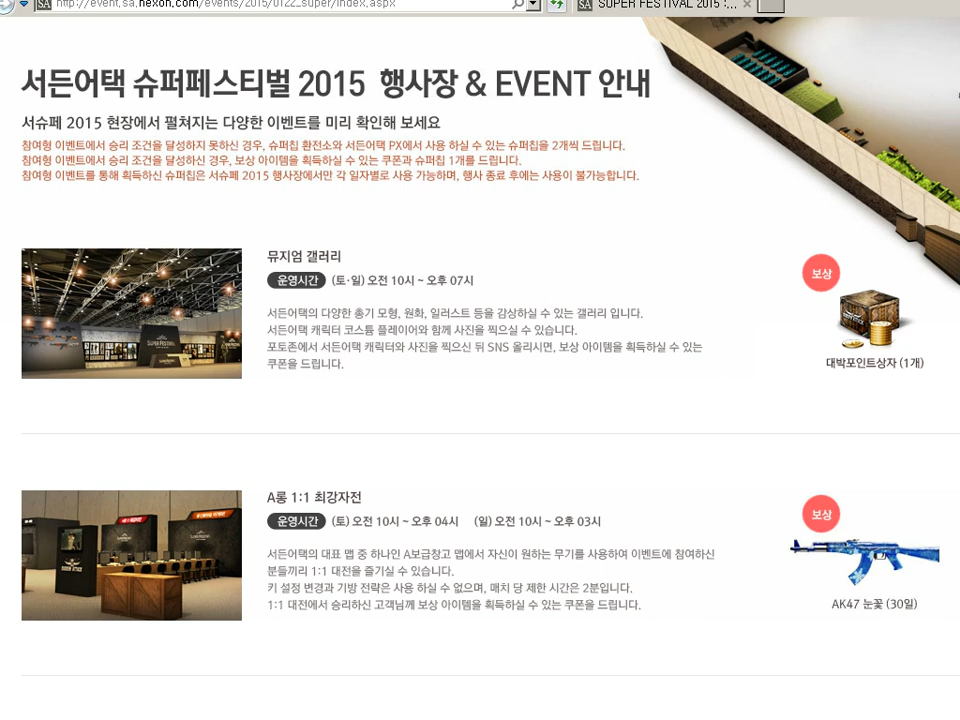 http://event.sa.nexon.com/events/2015/0122_super/index.aspx
SA SUPER FESTIVAL 2015 :...
서든어택 슈퍼페스티벌 2015 행사장 & EVENT 안내
서슈페 2015 현장에서 펼쳐지는 다양한 이벤트를 미리 확인해 보세요
참여형 이벤트에서 승리 조건을 달성하지 못하신 경우, 슈퍼칩 환전소와 서든어택 PX에서 사용 하실 수 있는 슈퍼칩을 2개씩 드립니다.
참여형 이벤트에서 승리 조건을 달성하신 경우, 보상 아이템을 획득하실 수 있는 쿠폰과 슈퍼칩 1개를 드립니다.
참여형 이벤트를 통해 획득하신 슈퍼칩은 서슈페 2015 행사장에서만 각 일자별로 사용 가능하며, 행사 종료 후에는 사용이 불가능합니다.
뮤지엄 갤러리
운영시간 (토·일) 오전 10시 ~ 오후 07시
서든어택의 다양한 총기 모형, 원화, 일러스트 등을 감상하실 수 있는 갤러리 입니다.
서든어택 캐릭터 코스튬 플레이어와 함께 사진을 찍으실 수 있습니다.
포토존에서 서든어택 캐릭터와 사진을 찍으신 뒤 SNS 올리시면, 보상 아이템을 획득하실 수 있는
쿠폰을 드립니다.
보상
대박포인트상자 (1개)
SUPER FESTIVAL
A롱 1:1 최강자전
운영시간 (토) 오전 10시 ~ 오후 04시 (일) 오전 10시 ~ 오후 03시
서든어택의 대표 맵 중 하나인 A보급창고 맵에서 자신이 원하는 무기를 사용하여 이벤트에 참여하신
분들끼리 1:1 대전을 즐기실 수 있습니다.
키 설정 변경과 기방 전략은 사용 하실 수 없으며, 매치 당 제한 시간은 2분입니다.
1:1 대전에서 승리하신 고객님께 보상 아이템을 획득하실 수 있는 쿠폰을 드립니다.
보상
AK47 눈꽃 (30일)